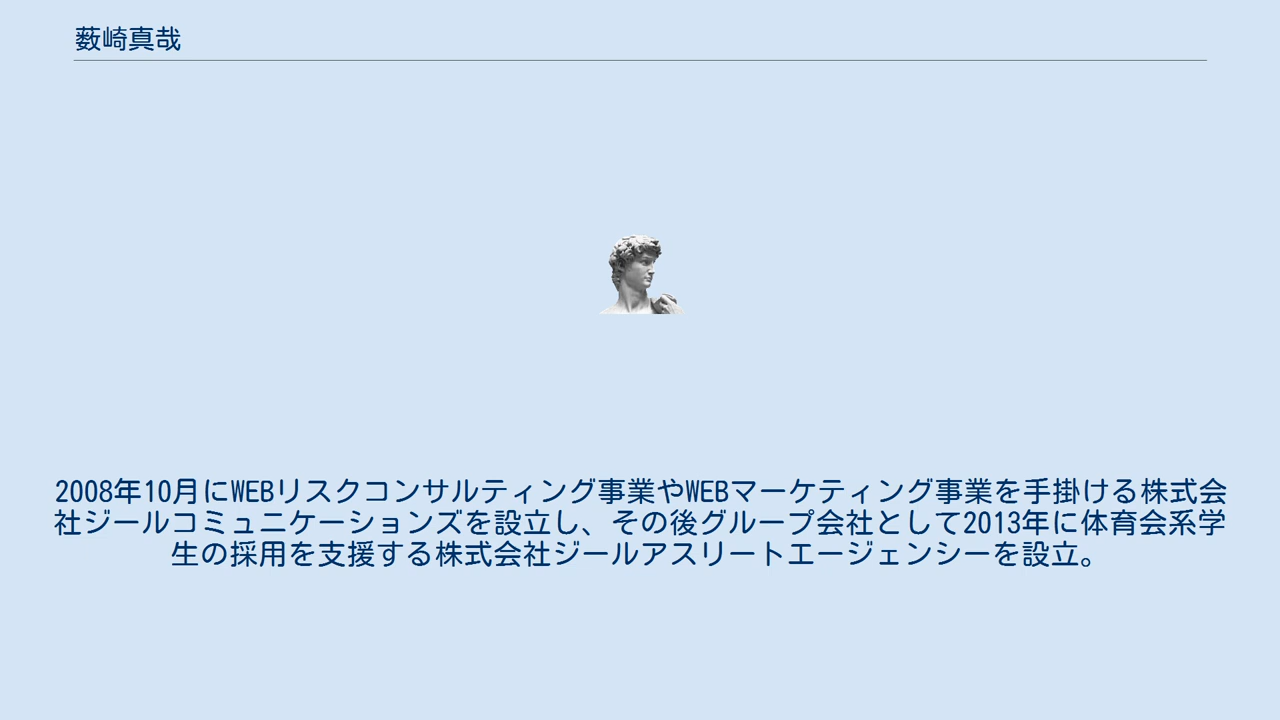 薮崎真哉
2008年10月にWEBリスクコンサルティング事業やWEBマーケティング事業を手掛ける株式会
社ジールコミュニケーションズを設立し、その後グループ会社として2013年に体育会系学
生の採用を支援する株式会社ジールアスリートエージェンシーを設立。